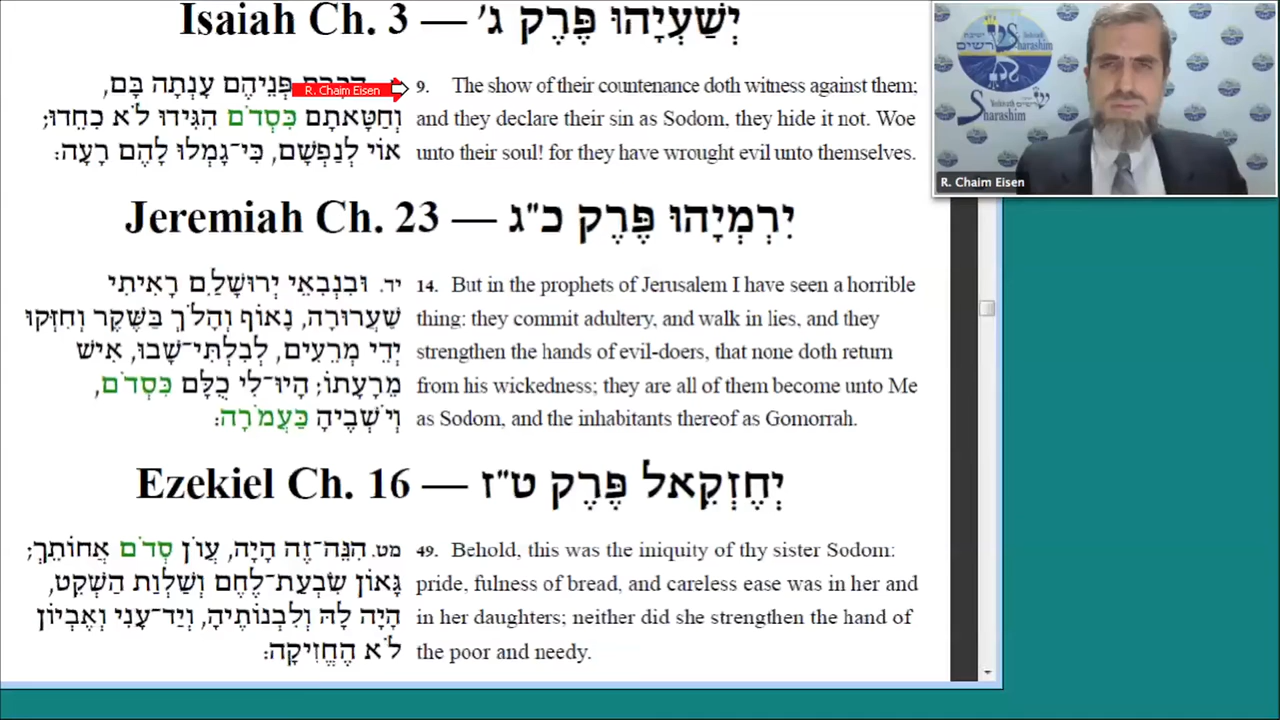 Isaiah Ch. 3 — יְשַׁעְיָהוּ פֶּרֶק ג׳
פְּנֵיהֶם עָנְתָה בָּם,
וְחַטָּאתָם כִּסְדֹם הִגִּידוּ לֹא כִחֵדוּ;
אוֹי לְנַפְשָׁם, כִּי־גָמְלוּ לָהֶם רָעָה:
R. Chaim Eisen
9. The show of their countenance doth witness against them;
and they declare their sin as Sodom, they hide it not. Woe
unto their soul! for they have wrought evil unto themselves.
Jeremiah Ch. 23 — יִרְמְיָהוּ פֶּרֶק כ״ג
יד. וּבִנְבִאֵי יְרוּשָׁלַ‍ִם רָאִיתִי
שַׁעֲרוּרָה, נָאוֹף וְהָלֹךְ בַּשֶּׁקֶר וְחִזְּקוּ
יְדֵי מְרֵעִים, לְבִלְתִּי־שָׁבוּ, אִישׁ
מֵרָעָתוֹ; הָיוּ־לִי כֻלָּם כִּסְדֹם,
וְיֹשְׁבֶיהָ כַּעֲמֹרָה:
14. But in the prophets of Jerusalem I have seen a horrible
thing: they commit adultery, and walk in lies, and they
strengthen the hands of evil-doers, that none doth return
from his wickedness; they are all of them become unto Me
as Sodom, and the inhabitants thereof as Gomorrah.
Ezekiel Ch. 16 — יְחֶזְקֵאל פֶּרֶק ט״ז
מט. הִנֵּה־זֶה הָיָה, עֲוֹן סְדֹם אֲחוֹתֵךְ;
גָּאוֹן שִׂבְעַת־לֶחֶם וְשַׁלְוַת הַשְׁקֵט,
הָיָה לָהּ וְלִבְנוֹתֶיהָ, וְיַד־עָנִי וְאֶבְיוֹן
לֹא הֶחֱזִיקָה:
49. Behold, this was the iniquity of thy sister Sodom:
pride, fulness of bread, and careless ease was in her and
in her daughters; neither did she strengthen the hand of
the poor and needy.
ישיבת
שרשים
Yeshivath
Sharashim
R. Chaim Eisen